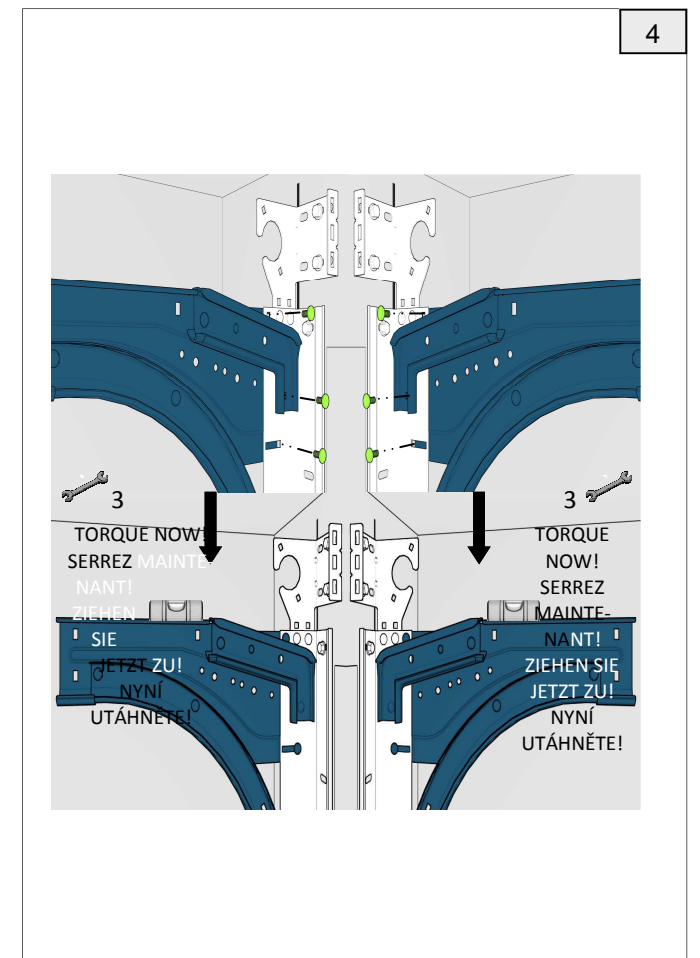 4
3
TORQUE NOW!
SERREZ MAINTE-
NANT!
ZIEHEN
SIE
JETZT ZU!
NYNÍ
UTÁHNĚTE!
3
TORQUE
NOW!
SERREZ
MAINTE-
NANT!
ZIEHEN SIE
JETZT ZU!
NYNÍ
UTÁHNĚTE!